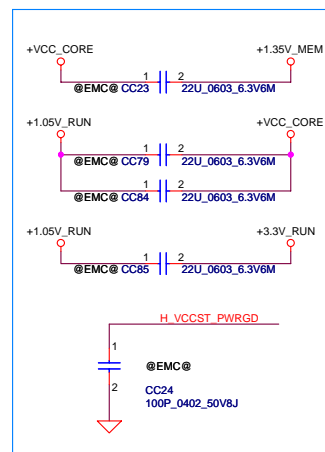 +VCC_CORE +1.35V_MEM
1 2
@EMC@ CC23 22U_0603_6.3V6M
+1.05V_RUN +VCC_CORE
1 2
@EMC@ CC79 22U_0603_6.3V6M
1 2
@EMC@ CC84 22U_0603_6.3V6M
+1.05V_RUN +3.3V_RUN
1 2
@EMC@ CC85 22U_0603_6.3V6M
H_VCCST_PWRGD
1
@EMC@
2
CC24
100P_0402_50V8J